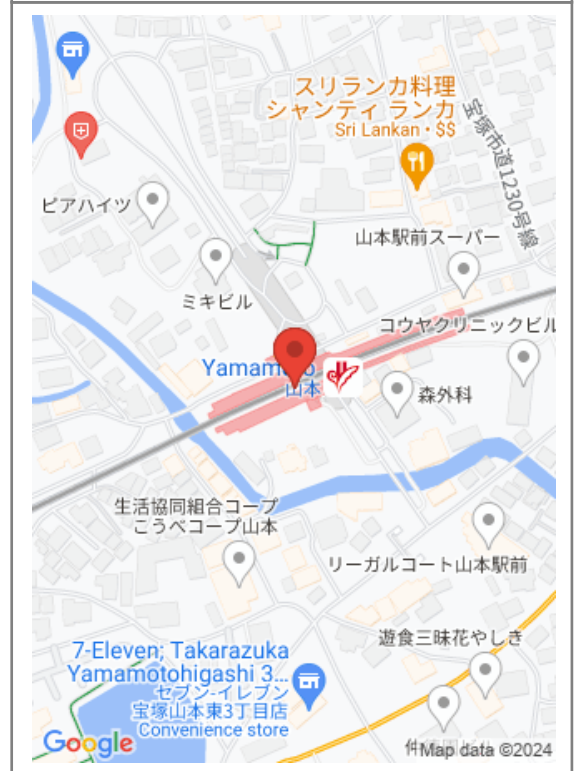 スリランカ料理
シャンティ ランカ
Sri Lankan • $$
宝塚市道1230号線
ピアハイツ
山本駅前スーパー
ミキビル
コウヤクリニックビル
山本
森外科
生活協同組合コープ
こうべコープ山本
リーガルコート山本駅前
遊食三昧花やしき
7-Eleven; Takarazuka
Yamamotohigashi 3...
セブン-イレブン
宝塚山本東3丁目店
Convenience store
Google
Map data ©2024